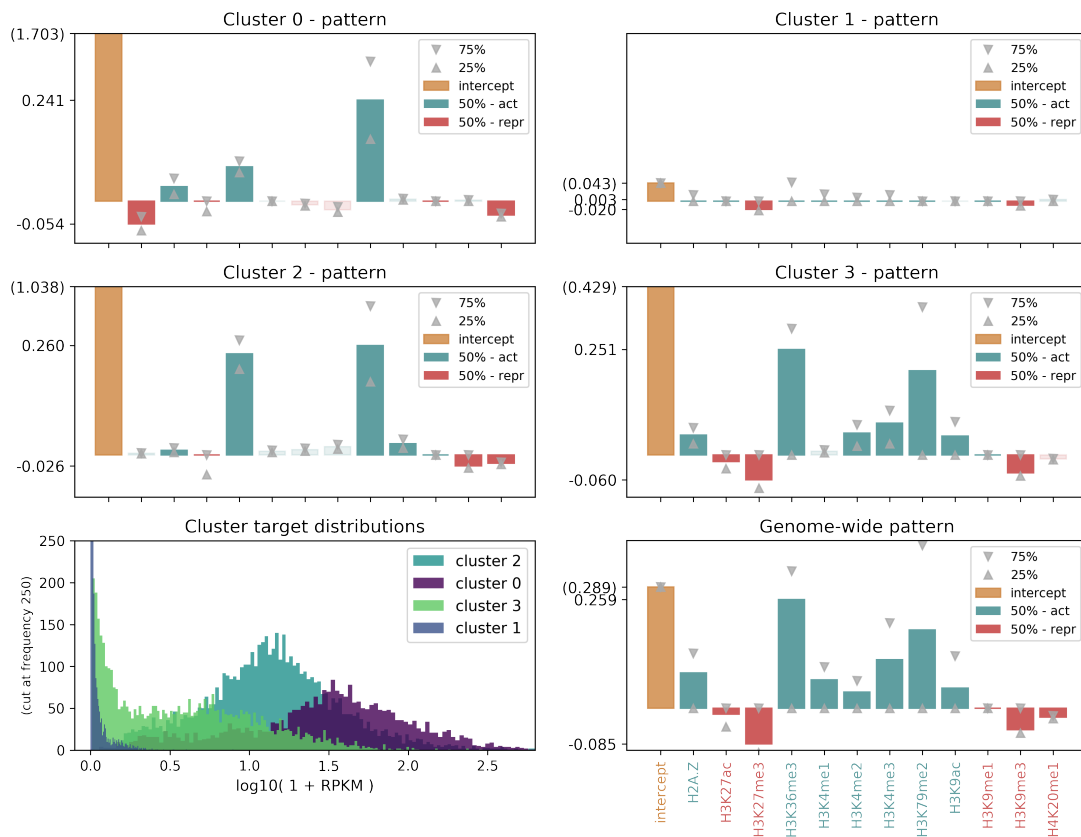 Cluster 0 - pattern
(1.703)
0.241
-0.054
75%
25%
intercept
50% - act
50% - repr
Cluster 1 - pattern
(0.043)
0.003
-0.020
75%
25%
intercept
50% - act
50% - repr
Cluster 2 - pattern
(1.038)
0.260
-0.026
75%
25%
intercept
50% - act
50% - repr
Cluster 3 - pattern
(0.429)
0.251
-0.060
75%
25%
intercept
50% - act
50% - repr
Cluster target distributions
(cut at frequency 250)
250
200
150
100
50
0
cluster 2
cluster 0
cluster 3
cluster 1
0.0 0.5 1.0 1.5 2.0 2.5
log10( 1 + RPKM )
Genome-wide pattern
(0.289)
0.259
-0.085
75%
25%
intercept
50% - act
50% - repr
intercept
H2A.Z
H3K27ac
H3K27me3
H3K36me3
H3K4me1
H3K4me2
H3K4me3
H3K79me2
H3K9ac
H3K9me1
H3K9me3
H4K20me1